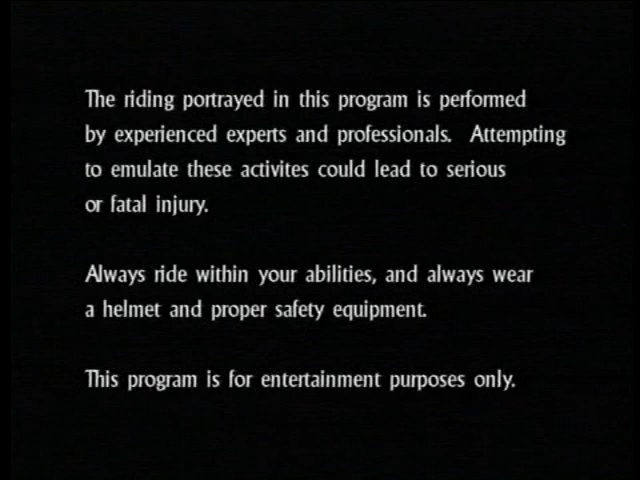 The riding portrayed in this program is performed
by experienced experts and professionals. Attempting
to emulate these activites could lead to serious
or fatal injury.
Always ride within your abilities, and always wear
a helmet and proper safety equipment.
This program is for entertainment purposes only.